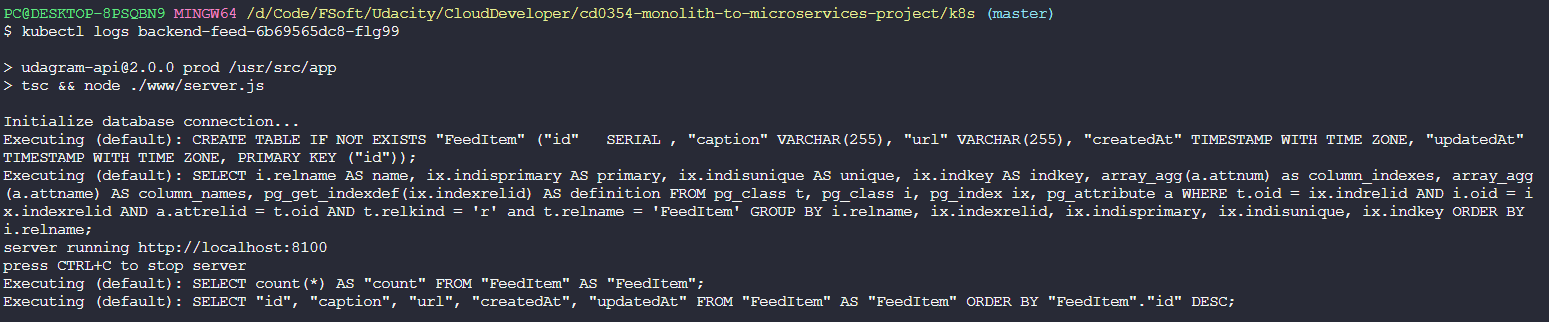 PC@DESKTOP-8PSQBN9 MINGW64 /d/Code/FSoft/Udacity/CloudDeveloper/cd0354-monolith-to-microservices-project/k8s (master)
$ kubectl logs backend-feed-6b69565dc8-flg99
> udagram-api@2.0.0 prod /usr/src/app
> tsc && node ./www/server.js
Initialize database connection...
Executing (default): CREATE TABLE IF NOT EXISTS "FeedItem" ("id"   SERIAL , "caption" VARCHAR(255), "url" VARCHAR(255), "createdAt" TIMESTAMP WITH TIME ZONE, "updatedAt"
TIMESTAMP WITH TIME ZONE, PRIMARY KEY ("id"));
Executing (default): SELECT i.relname AS name, ix.indisprimary AS primary, ix.indisunique AS unique, ix.indkey AS indkey, array_agg(a.attnum) as column_indexes, array_agg
(a.attname) AS column_names, pg_get_indexdef(ix.indexrelid) AS definition FROM pg_class t, pg_class i, pg_index ix, pg_attribute a WHERE t.oid = ix.indrelid AND i.oid = i
x.indexrelid AND a.attrelid = t.oid AND t.relkind = 'r' and t.relname = 'FeedItem' GROUP BY i.relname, ix.indexrelid, ix.indisprimary, ix.indisunique, ix.indkey ORDER BY
i.relname;
server running http://localhost:8100
press CTRL+C to stop server
Executing (default): SELECT count(*) AS "count" FROM "FeedItem" AS "FeedItem";
Executing (default): SELECT "id", "caption", "url", "createdAt", "updatedAt" FROM "FeedItem" AS "FeedItem" ORDER BY "FeedItem"."id" DESC;